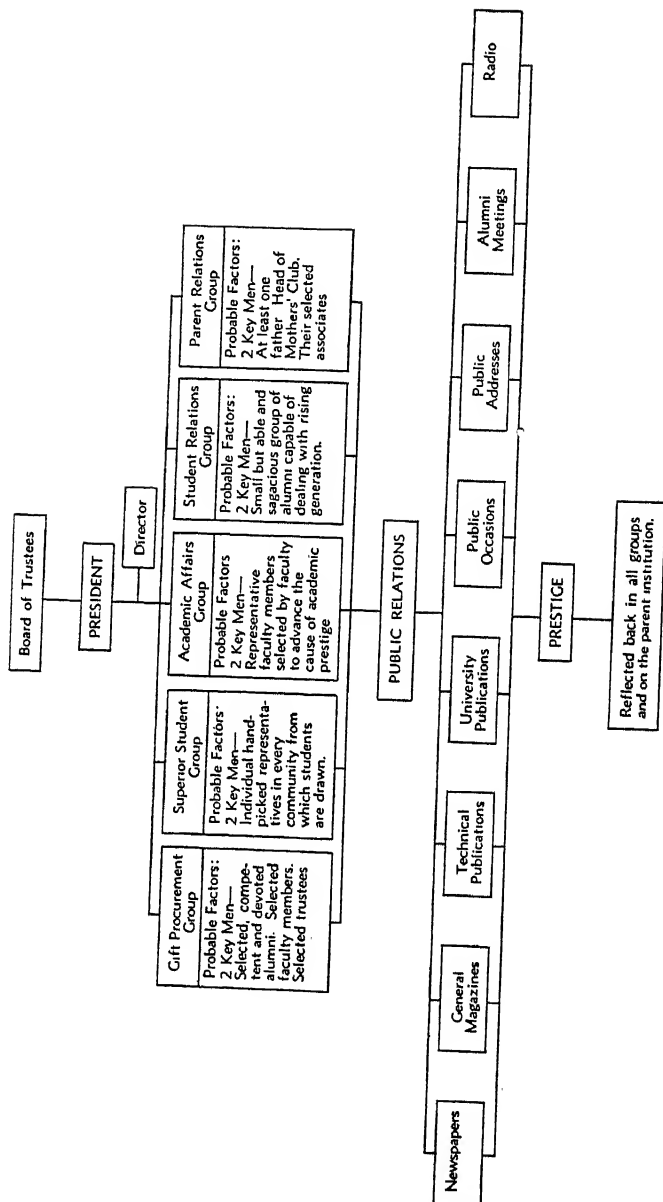 Board of Trustees
PRESIDENT
Director
Gift Procurement
Group
Probable Factors:
2 Key Men—
Selected, compe-
tent and devoted
alumni. Selected
faculty members.
Selected trustees
Superior Student
Group
Probable Factors:
2 Key Men—
Individual hand-
picked representa-
tives in every
community from
which students
are drawn.
Academic Affairs
Group
Probable Factors
2 Key Men—
Representative
faculty members
selected by faculty
to advance the
cause of academic
prestige
Student Relations
Group
Probable Factors:
2 Key Men—
Small but able and
sagacious group of
alumni capable of
dealing with rising
generation.
Parent Relations
Group
Probable Factors:
2 Key Men—
At least one
father Head of
Mothers' Club.
Their selected
associates
PUBLIC RELATIONS
Newspapers
General
Magazines
Technical
Publications
University
Publications
Public
Occasions
Public
Addresses
Alumni
Meetings
Radio
PRESTIGE
Reflected back in all groups
and on the parent institution.